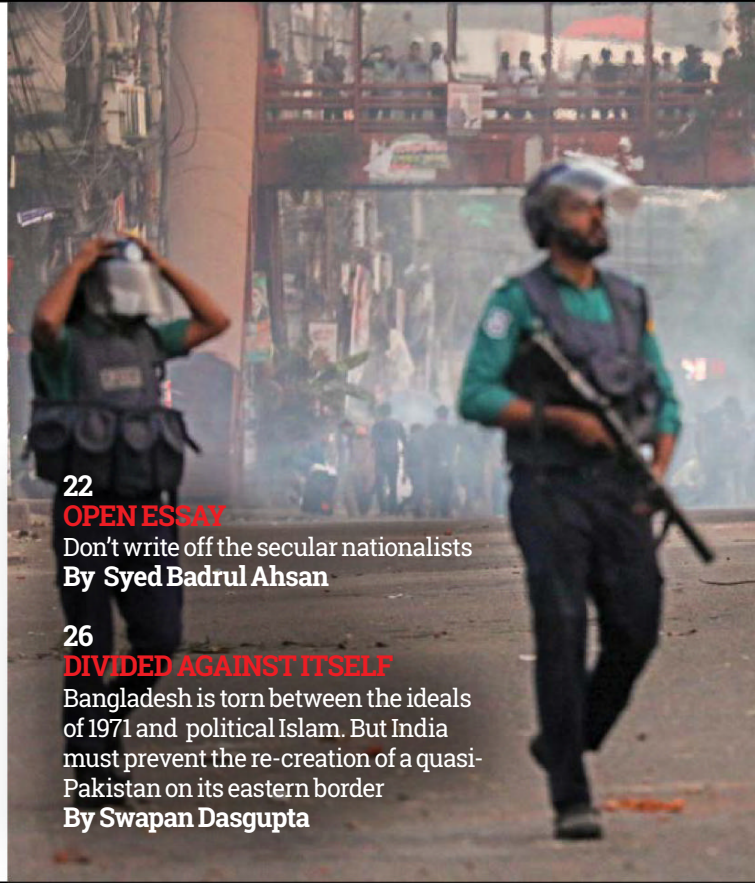 22
OPEN ESSAY
Don’t write off the secular nationalists
By Syed Badrul Ahsan
26
DIVIDED AGAINST ITSELF
Bangladesh is torn between the ideals
of 1971 and political Islam. But India
must prevent the re-creation of a quasi-
Pakistan on its eastern border
By Swapan Dasgupta